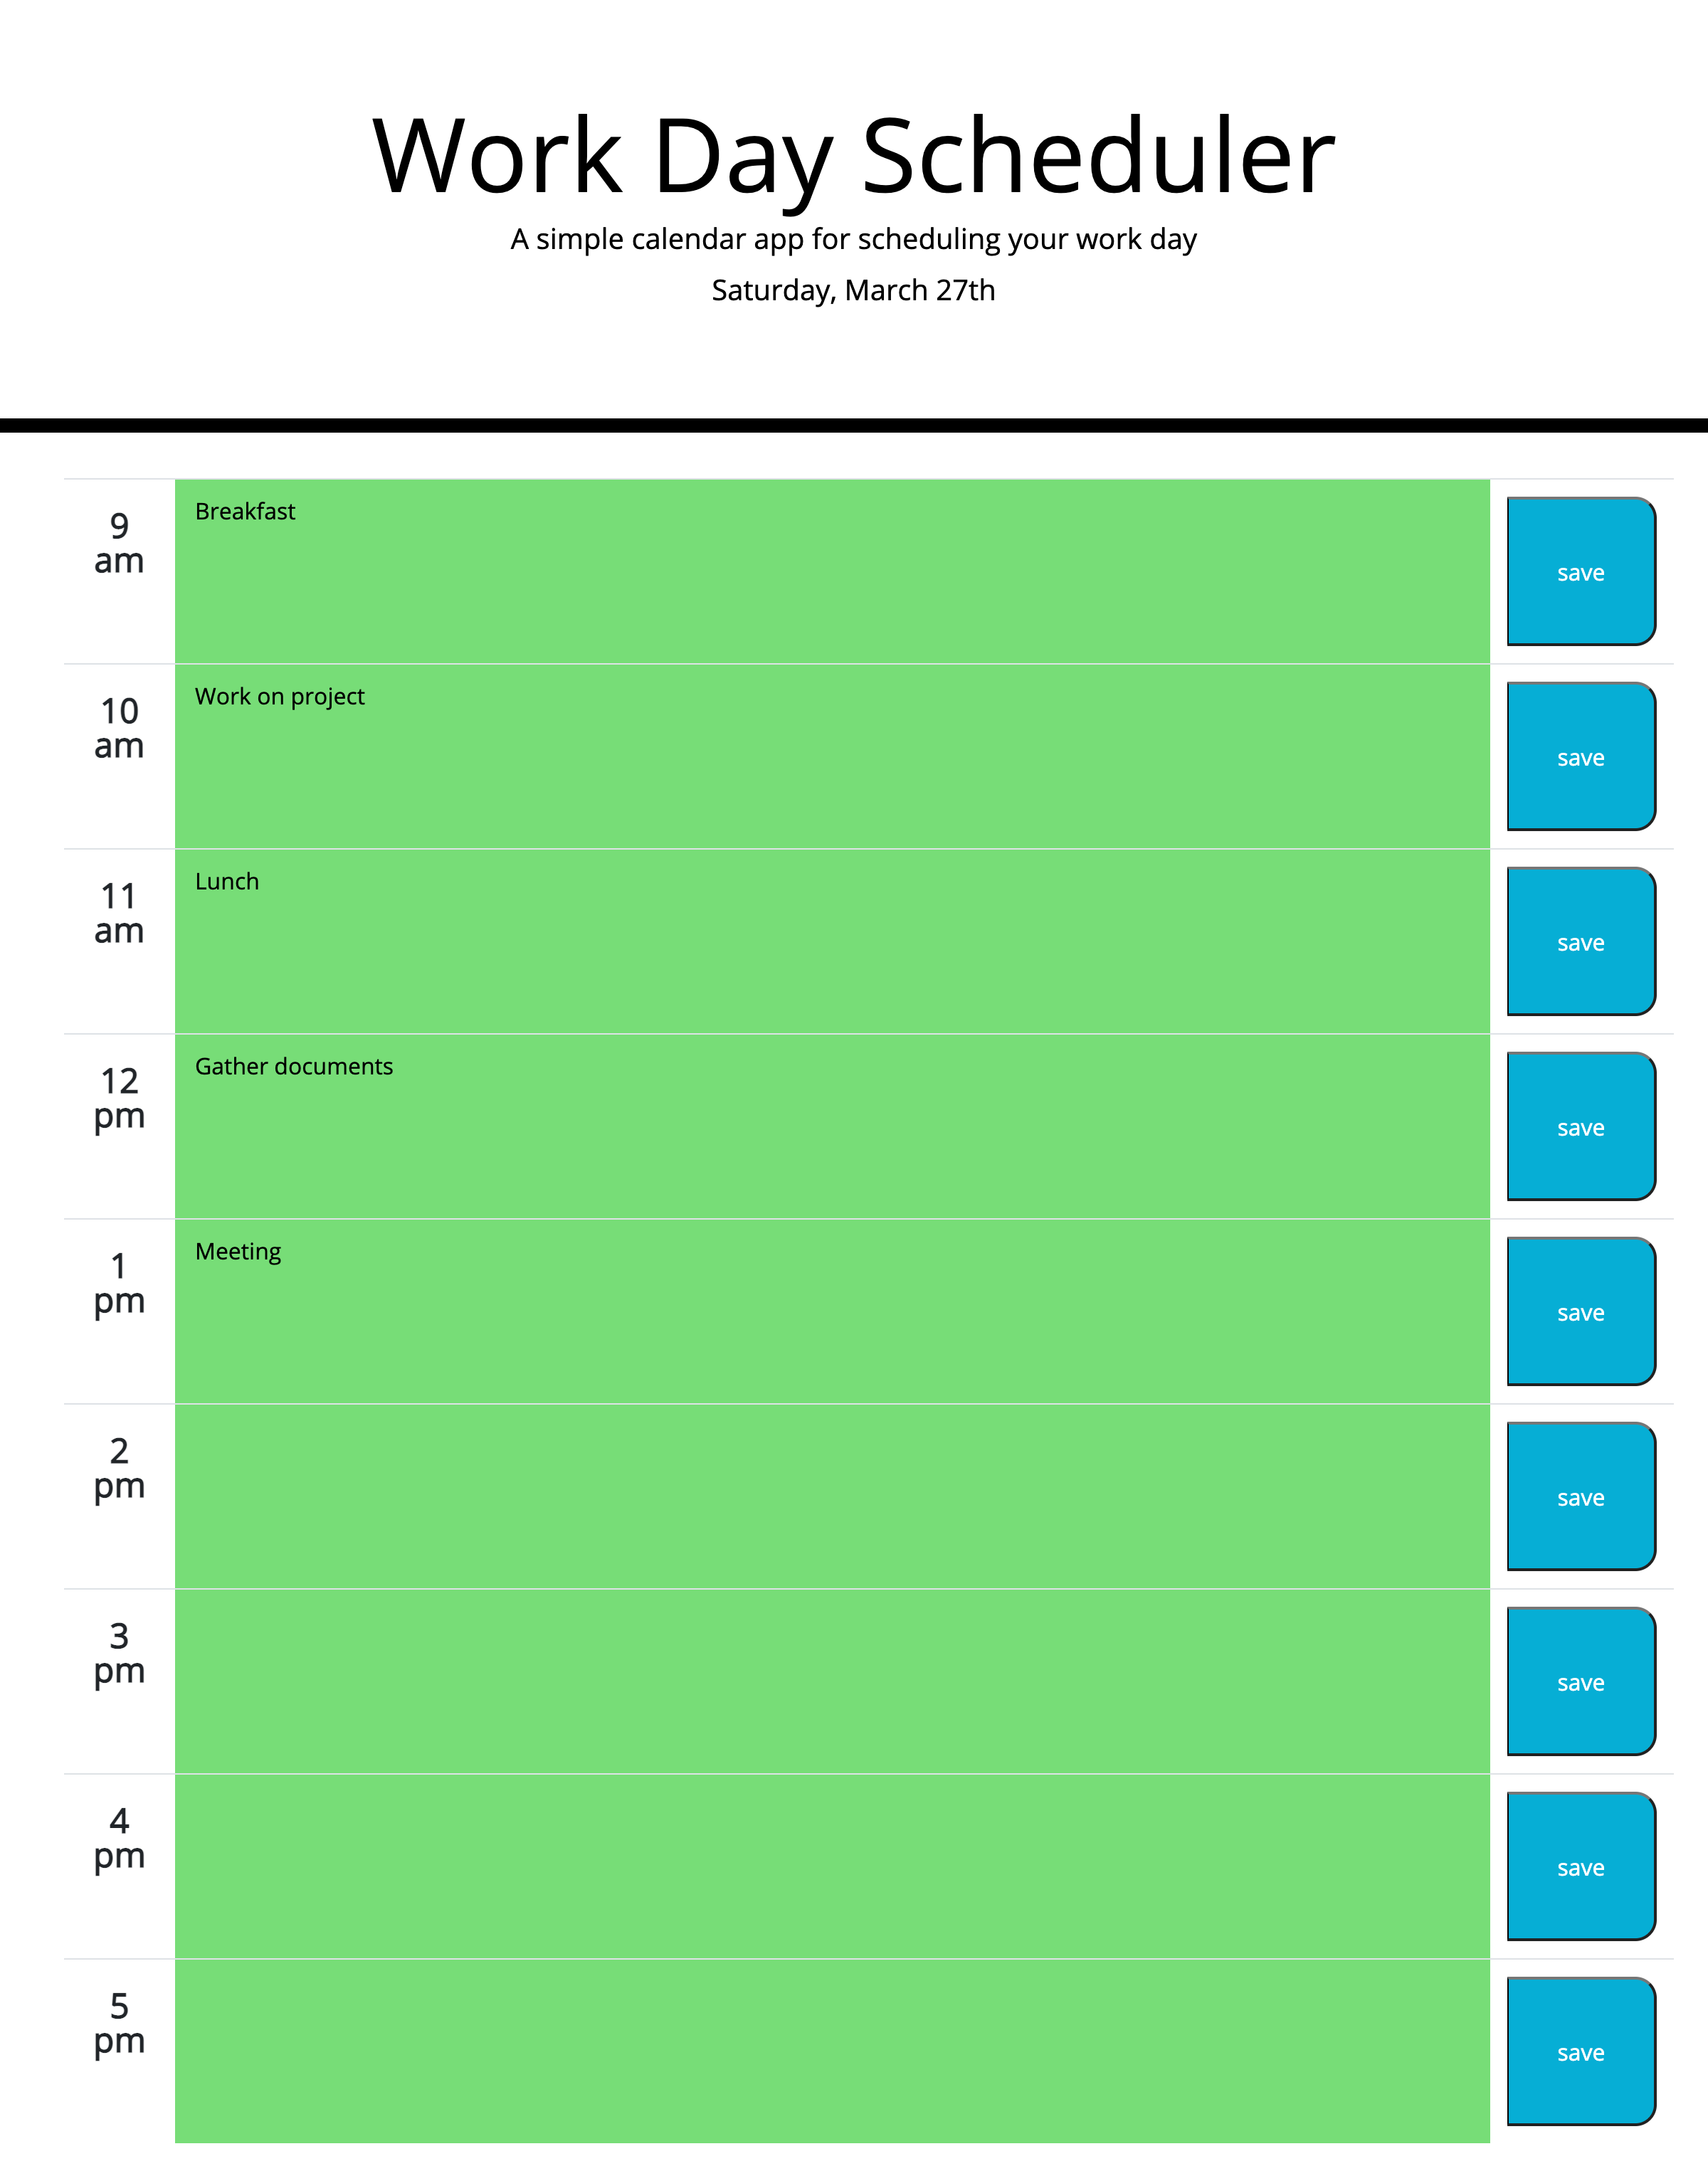 Work Day Scheduler
A simple calendar app for scheduling your work day
Saturday, March 27th
9
am
Breakfast
save
10
am
Work on project
save
11
am
Lunch
save
12
pm
Gather documents
save
1
pm
Meeting
save
2
pm
save
3
pm
save
4
pm
save
5
pm
save